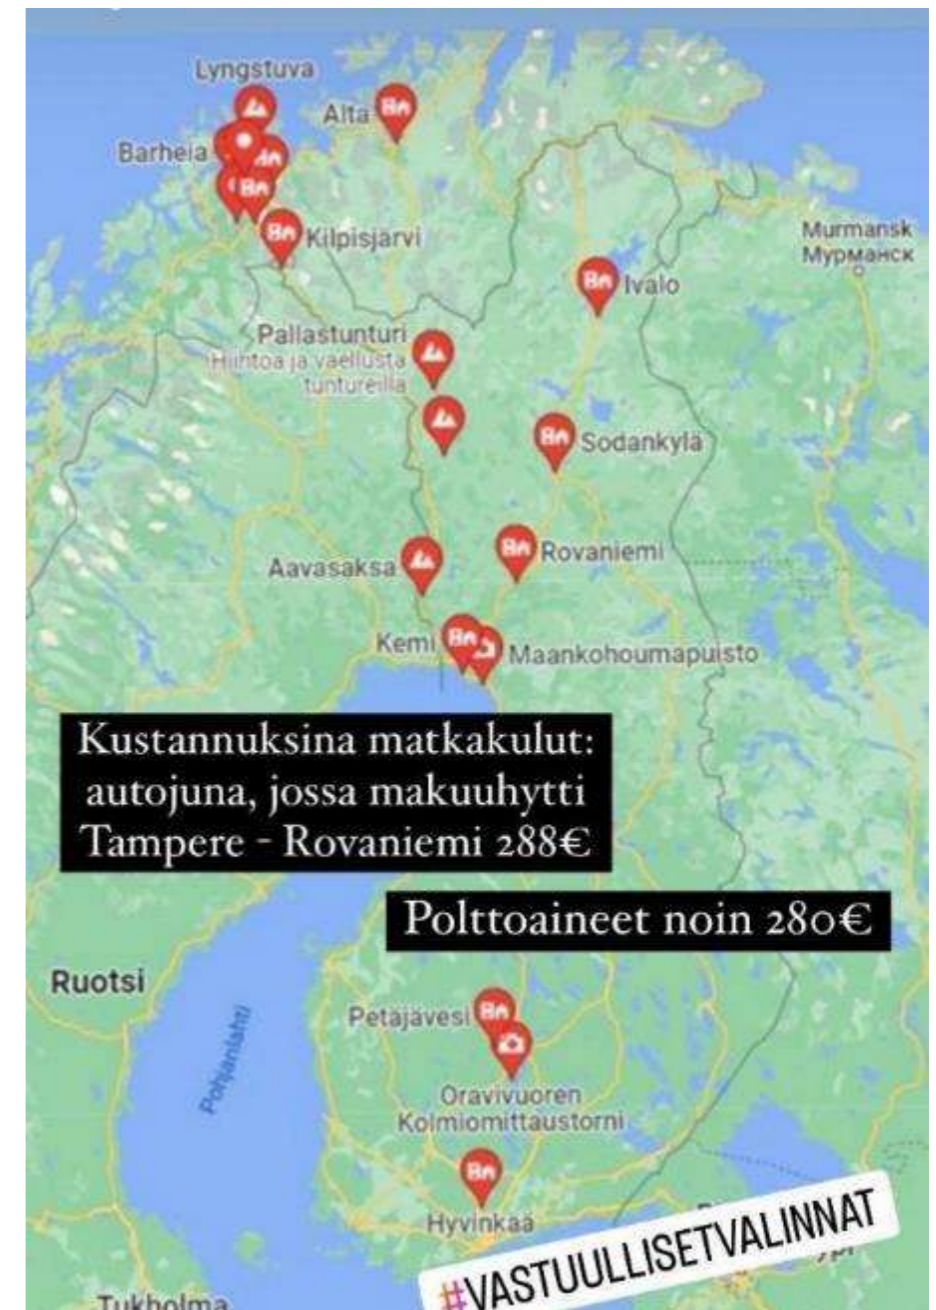 Lyngstuva
Alta
Barheia
Kilpisjärvi
Murmansk
Мурманск
Ivalo
Pallastunturi
Hiihtoa ja vaellusta
tuntureilla
Sodankylä
Aavasaksa
Rovaniemi
Kemi
Maankohoumapuisto
Kustannuksina matkakulut:
autojuna, jossa makuuhytti
Tampere - Rovaniemi 288€
Polttoaineet noin 280€
Ruotsi
Pohjanlahti
Petäjävesi
Oravivuoren
Kolmiomittaustorni
Hyvinkää
#VASTUULLISETVALINNAT
Tukholma